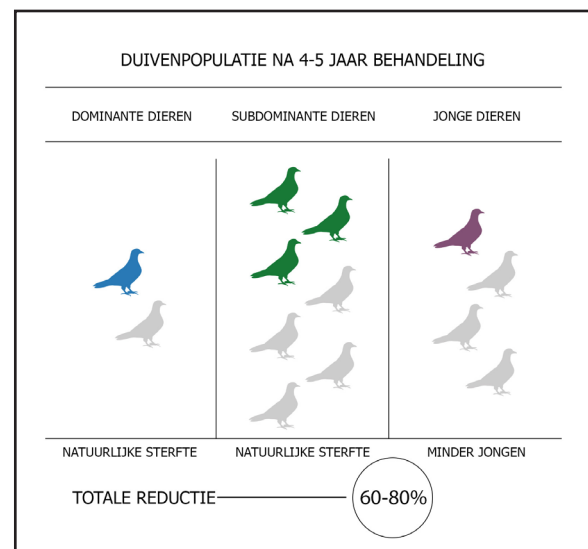 DUIVENPOPULATIE NA 4-5 JAAR BEHANDELING
DOMINANTE DIEREN SUBDOMINANTE DIEREN JONGE DIEREN
NATUURLIJKE STERFTE NATUURLIJKE STERFTE MINDER JONGEN
TOTALE REDUCTIE 60-80%